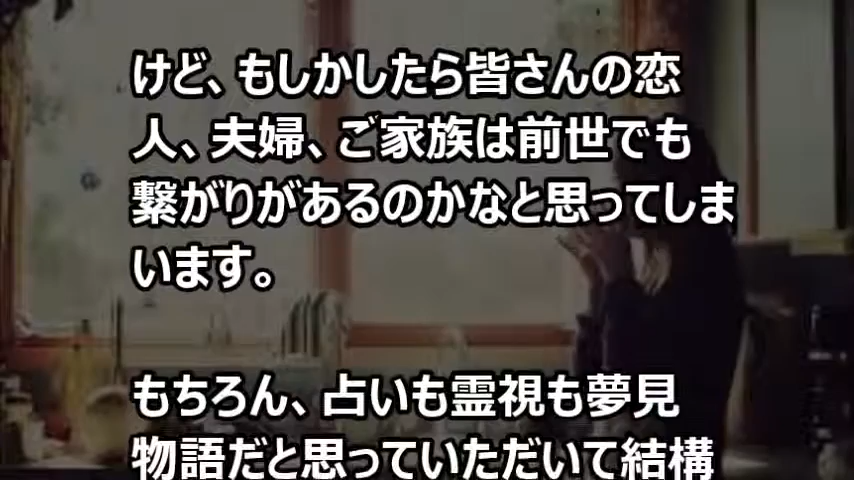 けど、もしかしたら皆さんの恋
人、夫婦、ご家族は前世でも
繋がりがあるのかなと思ってしま
います。
もちろん、占いも霊視も夢見
物語だと思っていただいて結構